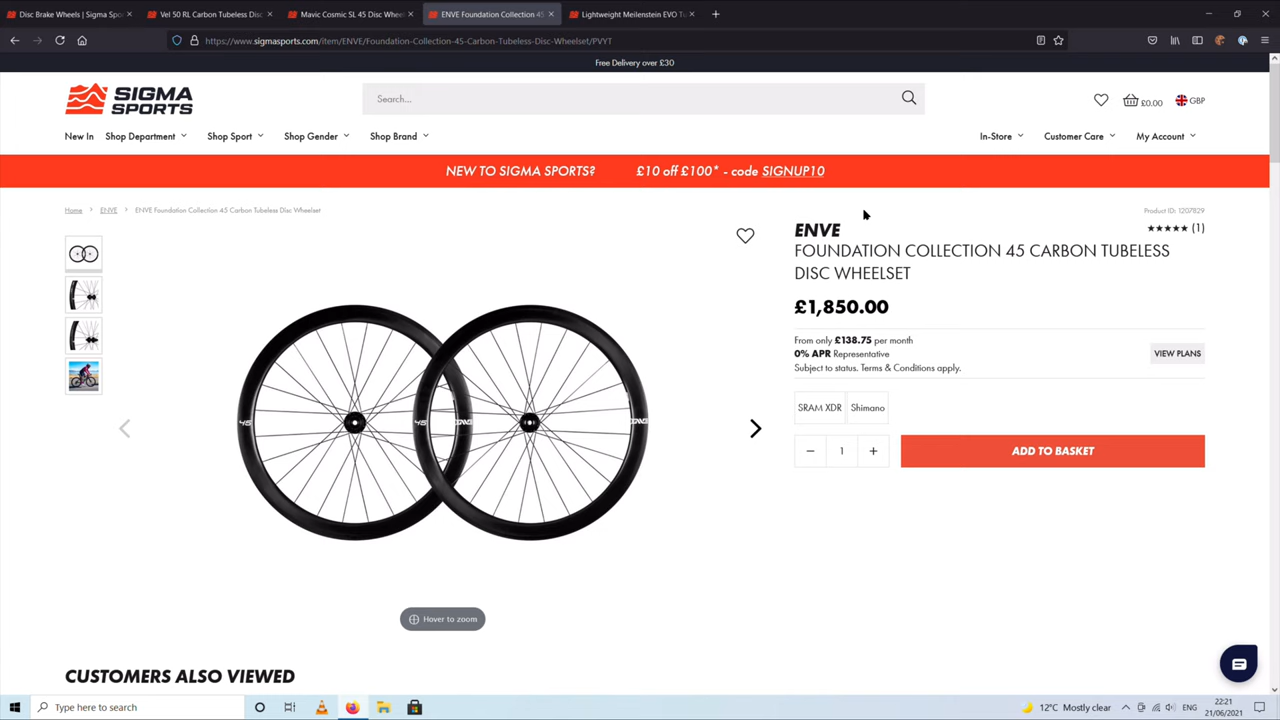 Disc Brake Wheels | Sigma Spo
Vel 50 RL Carbon Tubeless Disc
Mavic Cosmic SL 45 Disc Whee
ENVE Foundation Collection 45
Lightweight Meilenstein EVO Tu
https://www.sigmasports.com/item/ENVE/Foundation-Collection-45-Carbon-Tubeless-Disc-Wheelset/PVYT
Free Delivery over £30
SIGMA
SPORTS
Search...
£0.00
GBP
New In
Shop Department
Shop Sport
Shop Gender
Shop Brand
In-Store
Customer Care
My Account
NEW TO SIGMA SPORTS? £10 off £100* - code SIGNUP10
Home
ENVE
ENVE Foundation Collection 45 Carbon Tubeless Disc Wheelset
Product ID: 1207829
ENVE
(1)
FOUNDATION COLLECTION 45 CARBON TUBELESS
DISC WHEELSET
£1,850.00
From only £138.75 per month
0% APR Representative
Subject to status. Terms & Conditions apply.
VIEW PLANS
SRAM XDR
Shimano
1
ADD TO BASKET
45
45
Hover to zoom
CUSTOMERS ALSO VIEWED
Type here to search
12°C Mostly clear
ENG
22:21
21/06/2021